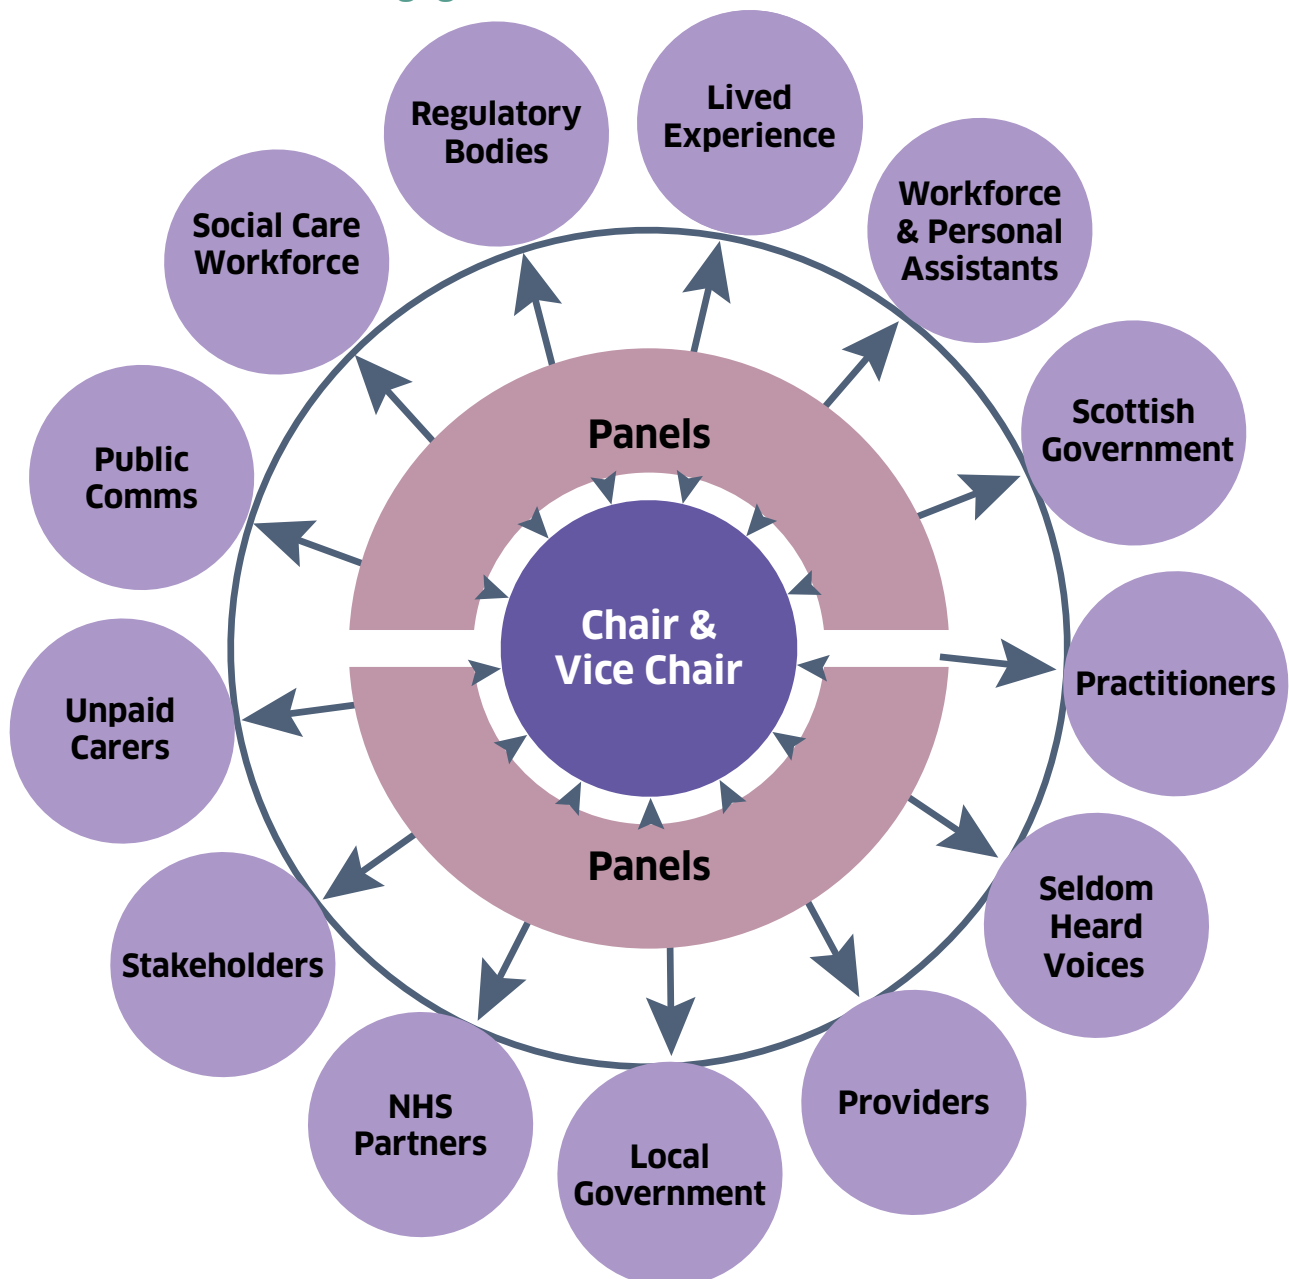 Regulatory
Bodies
Lived
Experience
Workforce
& Personal
Assistants
Social Care
Workforce
Scottish
Government
Panels
Public
Comms
Chair &
Vice Chair
Practitioners
Unpaid
Carers
Panels
Seldom
Heard
Voices
Stakeholders
Providers
NHS
Partners
Local
Government